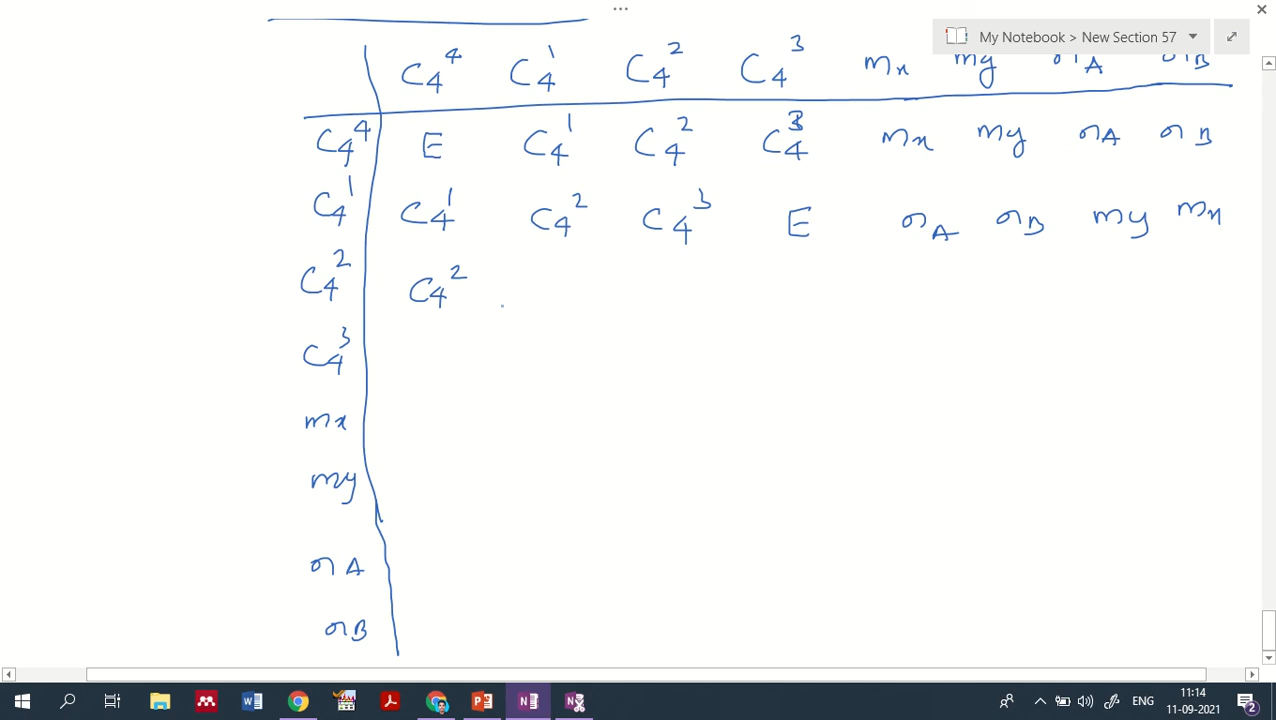 My Notebook > New Section 57
C4^4 C4^1 C4^2 C4^3 mx my σA σB
C4^4 E C4^1 C4^2 C4^3 mx my σA σB
C4^1 C4^1 C4^2 C4^3 E σA σB my mx
C4^2 C4^2
C4^3
mx
my
σA
σB
ENG
11:14
11-09-2021
2